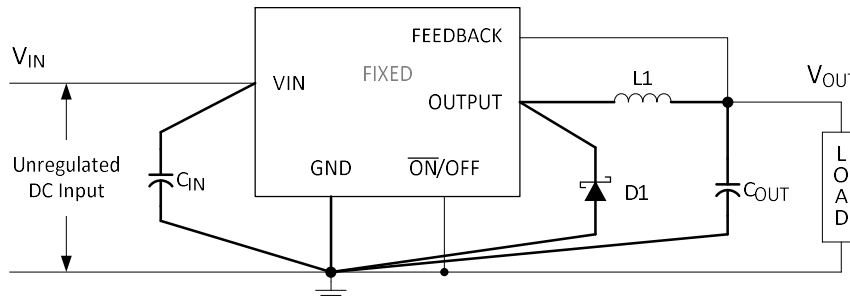 VIN
FEEDBACK
L1
VOUT
VIN
FIXED
OUTPUT
Unregulated
DC Input
CIN
GND
ON/OFF
D1
COUT
LOAD